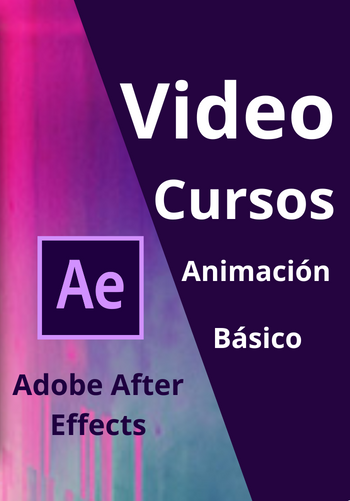 Video
Cursos
Animación
Básico
Ae
Adobe After
Effects